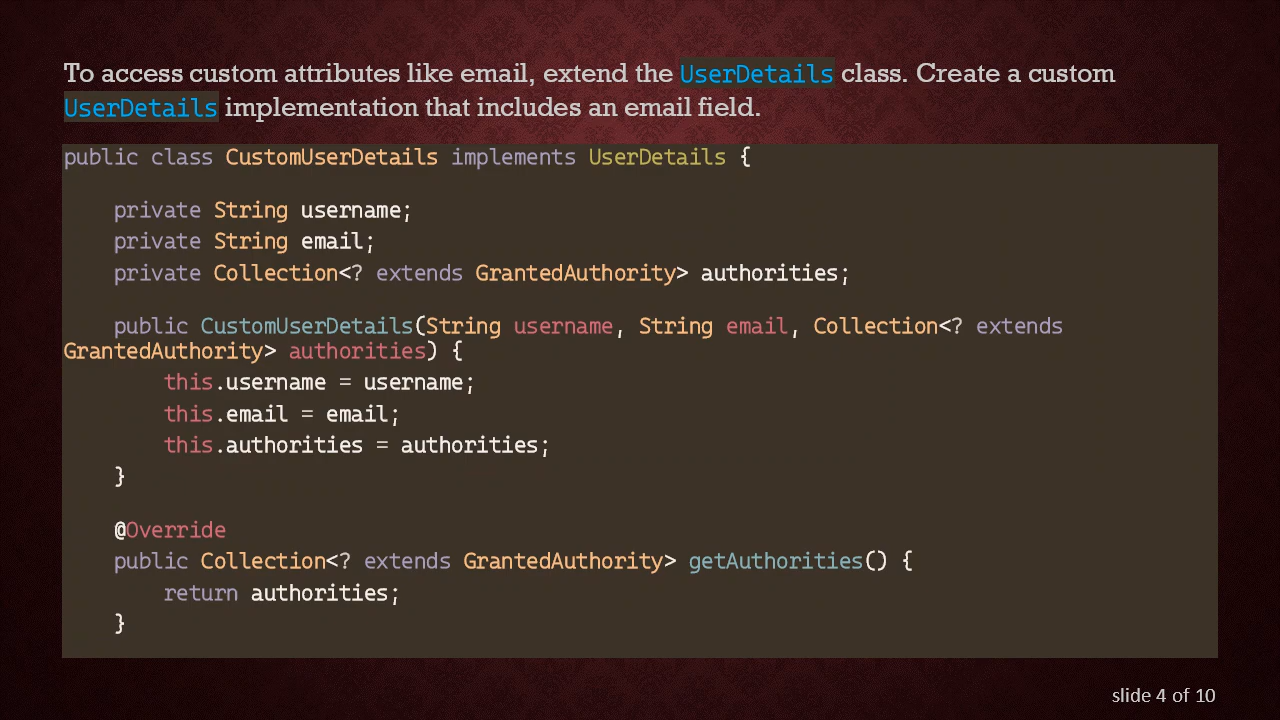 To access custom attributes like email, extend the UserDetails class. Create a custom
UserDetails implementation that includes an email field.
public class CustomUserDetails implements UserDetails {
    private String username;
    private String email;
    private Collection<? extends GrantedAuthority> authorities;
    public CustomUserDetails(String username, String email, Collection<? extends
GrantedAuthority> authorities) {
        this.username = username;
        this.email = email;
        this.authorities = authorities;
    }
    @Override
    public Collection<? extends GrantedAuthority> getAuthorities() {
        return authorities;
    }
slide 4 of 10